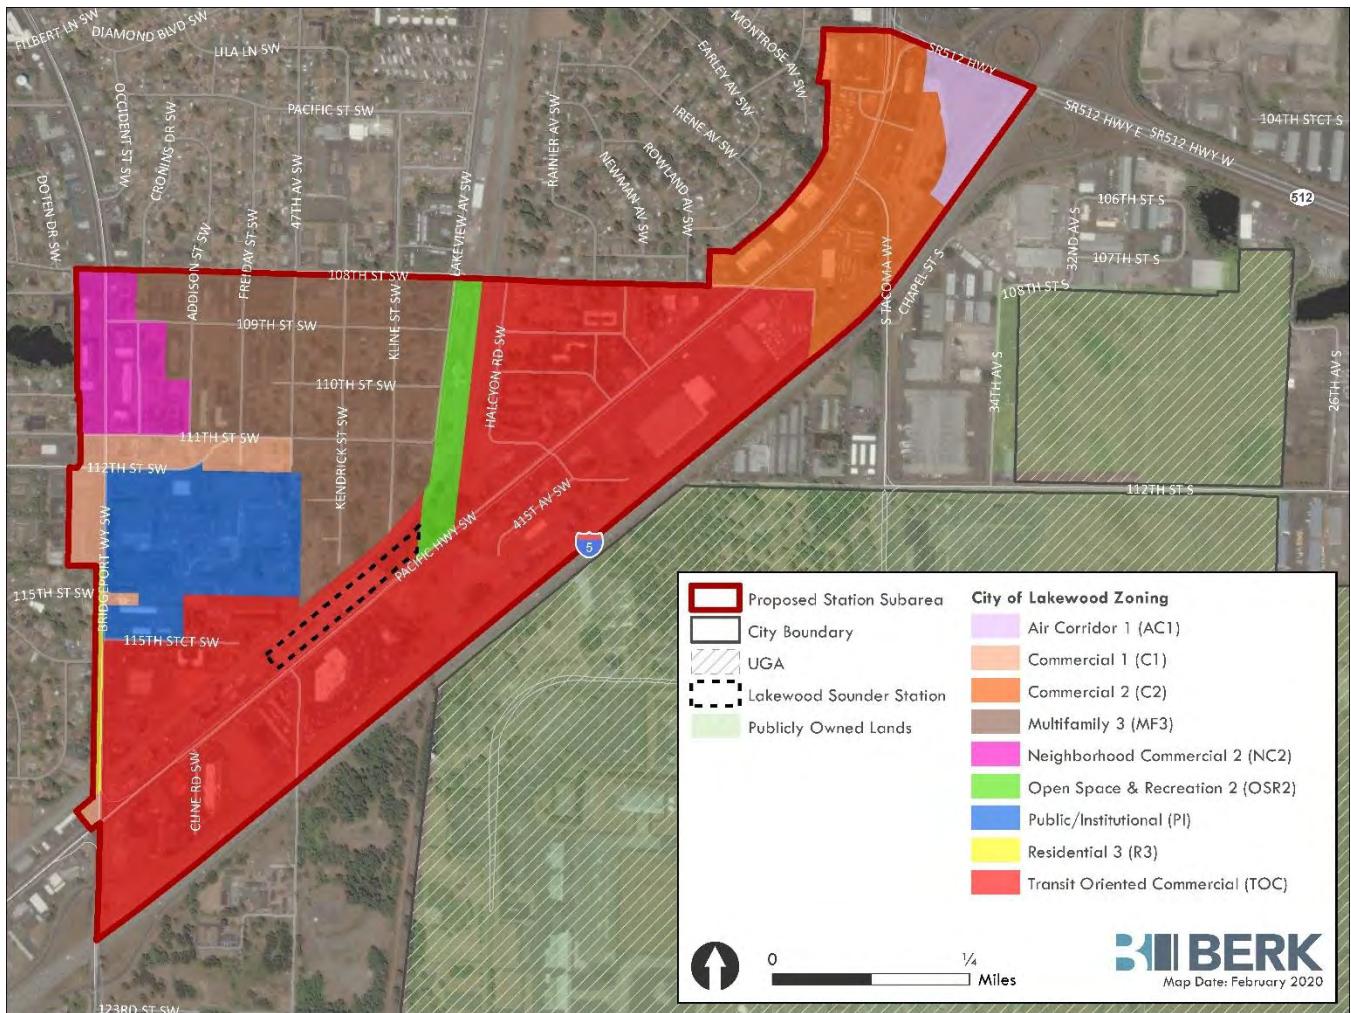 FILBERT LN SW
DIAMOND BLVD SW
LILA LN SW
MONTROSE AV SW
EARLEY AV SW
SR512 HWY
OCCIDENT ST SW
CRONINS DR SW
PACIFIC ST SW
IRENE AV SW
SR512 HWY E
SR512 HWY W
104TH STCT S
DOTEN DR SW
47TH AV SW
LAKEVIEW AV SW
RAINIER AV SW
NEWMAN AV SW
ROWLAND AV SW
106TH ST S
512
ADDISON ST SW
FREIDAY ST SW
S TACOMA WY
CHAPEL ST S
32ND AV S
107TH ST S
108TH ST SW
108TH ST S
109TH ST SW
KLINE ST SW
HALCYON RD SW
110TH ST SW
34TH AV S
26TH AV S
111TH ST SW
KENDRICK ST SW
112TH ST SW
41ST AV SW
112TH ST S
BRIDGEPORT WY SW
PACIFIC HWY SW
5
115TH ST SW
115TH STCT SW
CLINE RD SW
123RD ST SW
Proposed Station Subarea
City Boundary
UGA
Lakewood Sounder Station
Publicly Owned Lands
City of Lakewood Zoning
Air Corridor 1 (AC1)
Commercial 1 (C1)
Commercial 2 (C2)
Multifamily 3 (MF3)
Neighborhood Commercial 2 (NC2)
Open Space & Recreation 2 (OSR2)
Public/Institutional (PI)
Residential 3 (R3)
Transit Oriented Commercial (TOC)
0 ¼
Miles
BERK
Map Date: February 2020